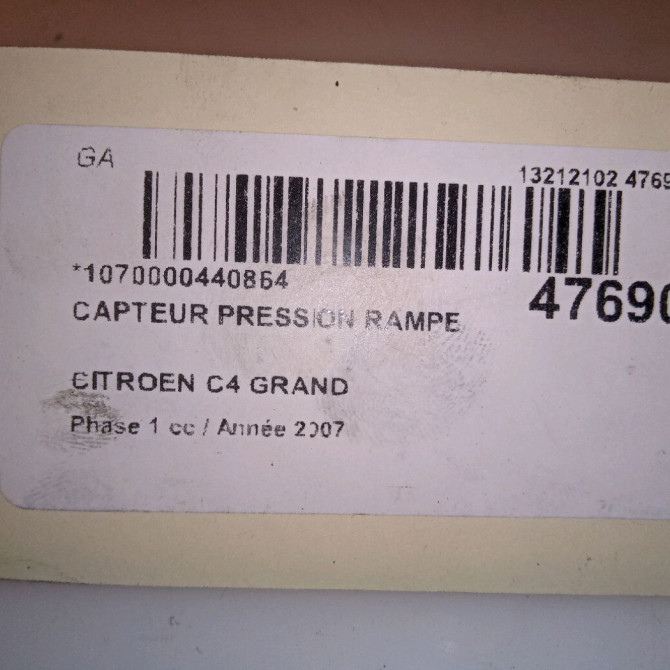 GA
13212102 4769
*1070000440864
47690
CAPTEUR PRESSION RAMPE
CITROEN C4 GRAND
Phase 1 cc / Année 2007